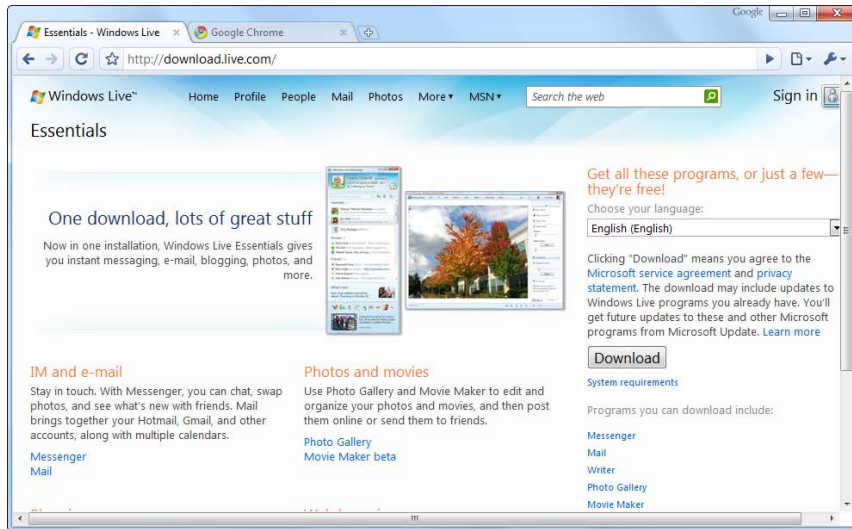 Google
Essentials - Windows Live
Google Chrome
http://download.live.com/
Windows Live™
Home
Profile
People
Mail
Photos
More
MSN
Search the web
Sign in
Essentials
One download, lots of great stuff
Now in one installation, Windows Live Essentials gives
you instant messaging, e-mail, blogging, photos, and
more.
IM and e-mail
Stay in touch. With Messenger, you can chat, swap
photos, and see what's new with friends. Mail
brings together your Hotmail, Gmail, and other
accounts, along with multiple calendars.
Messenger
Mail
Photos and movies
Use Photo Gallery and Movie Maker to edit and
organize your photos and movies, and then post
them online or send them to friends.
Photo Gallery
Movie Maker beta
Get all these programs, or just a few—
they're free!
Choose your language:
English (English)
Clicking "Download" means you agree to the
Microsoft service agreement and privacy
statement. The download may include updates to
Windows Live programs you already have. You'll
get future updates to these and other Microsoft
programs from Microsoft Update. Learn more
Download
System requirements
Programs you can download include:
Messenger
Mail
Writer
Photo Gallery
Movie Maker